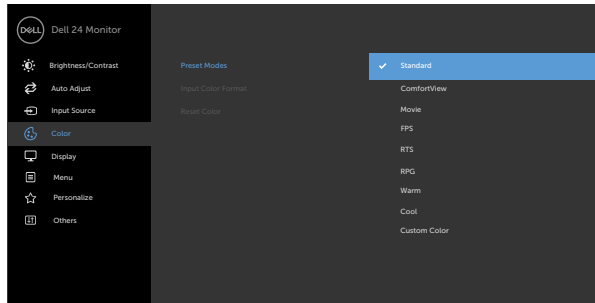 DELL Dell 24 Monitor
Brightness/Contrast
Auto Adjust
Input Source
Color
Display
Menu
Personalize
Others
Preset Modes
Input Color Format
Reset Color
Standard
ComfortView
Movie
FPS
RTS
RPG
Warm
Cool
Custom Color